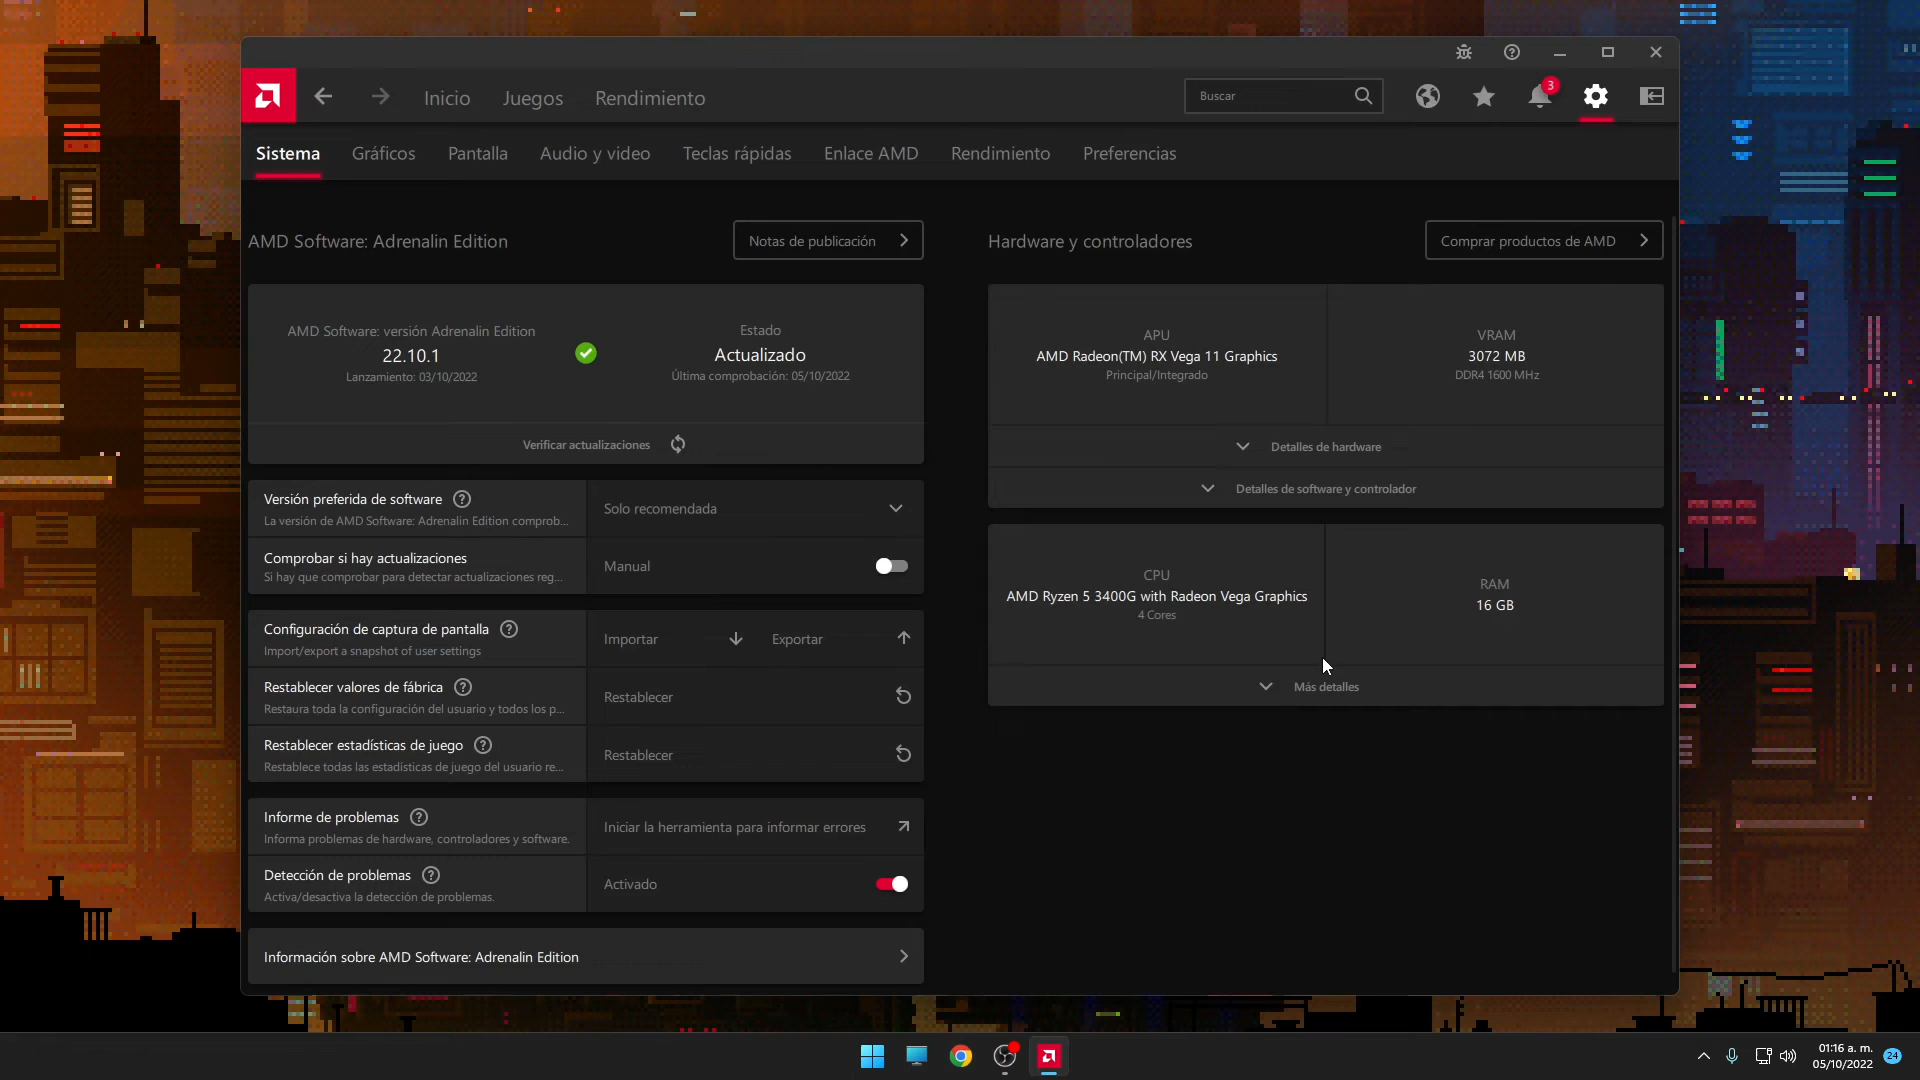 Inicio
Juegos
Rendimiento
Buscar
3
Sistema
Gráficos
Pantalla
Audio y video
Teclas rápidas
Enlace AMD
Rendimiento
Preferencias
AMD Software: Adrenalin Edition
Notas de publicación
AMD Software: versión Adrenalin Edition
22.10.1
Lanzamiento: 03/10/2022
Estado
Actualizado
Última comprobación: 05/10/2022
Verificar actualizaciones
Versión preferida de software
La versión de AMD Software: Adrenalin Edition comprob...
Solo recomendada
Comprobar si hay actualizaciones
Si hay que comprobar para detectar actualizaciones reg...
Manual
Configuración de captura de pantalla
Import/export a snapshot of user settings
Importar
Exportar
Restablecer valores de fábrica
Restaura toda la configuración del usuario y todos los p...
Restablecer
Restablecer estadísticas de juego
Restablece todas las estadísticas de juego del usuario re...
Restablecer
Informe de problemas
Informa problemas de hardware, controladores y software.
Iniciar la herramienta para informar errores
Detección de problemas
Activa/desactiva la detección de problemas.
Activado
Información sobre AMD Software: Adrenalin Edition
Hardware y controladores
Comprar productos de AMD
APU
AMD Radeon(TM) RX Vega 11 Graphics
Principal/Integrado
VRAM
3072 MB
DDR4 1600 MHz
Detalles de hardware
Detalles de software y controlador
CPU
AMD Ryzen 5 3400G with Radeon Vega Graphics
4 Cores
RAM
16 GB
Más detalles
01:16 a. m.
05/10/2022
24